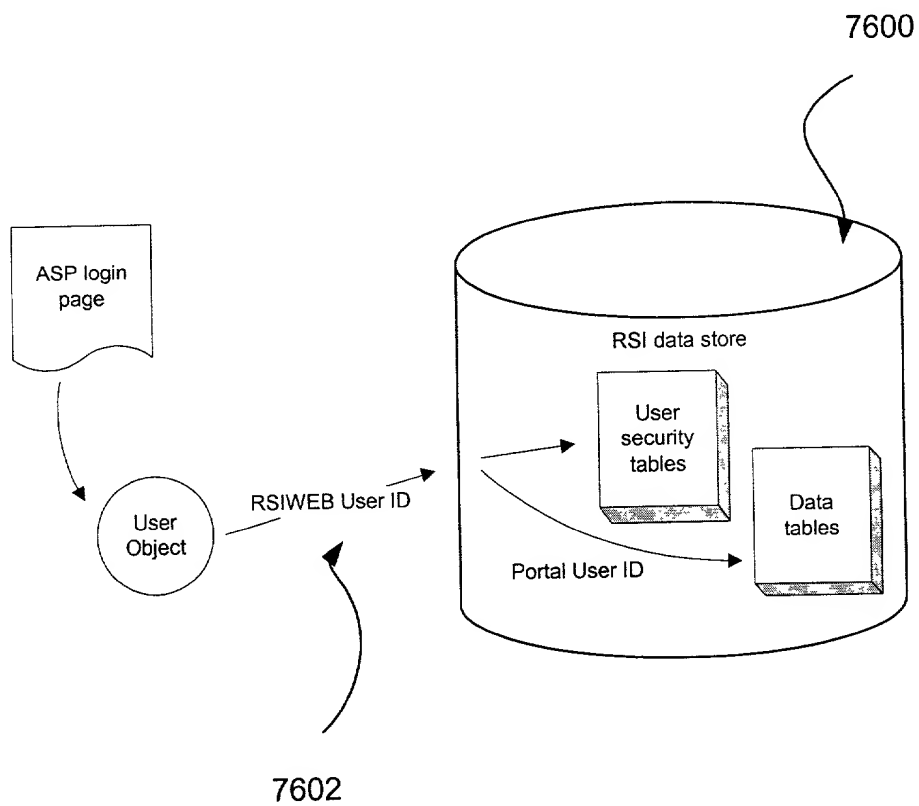 7600
ASP login
page
RSI data store
User
security
tables
RSIWEB User ID
User
Object
Data
tables
Portal User ID
7602